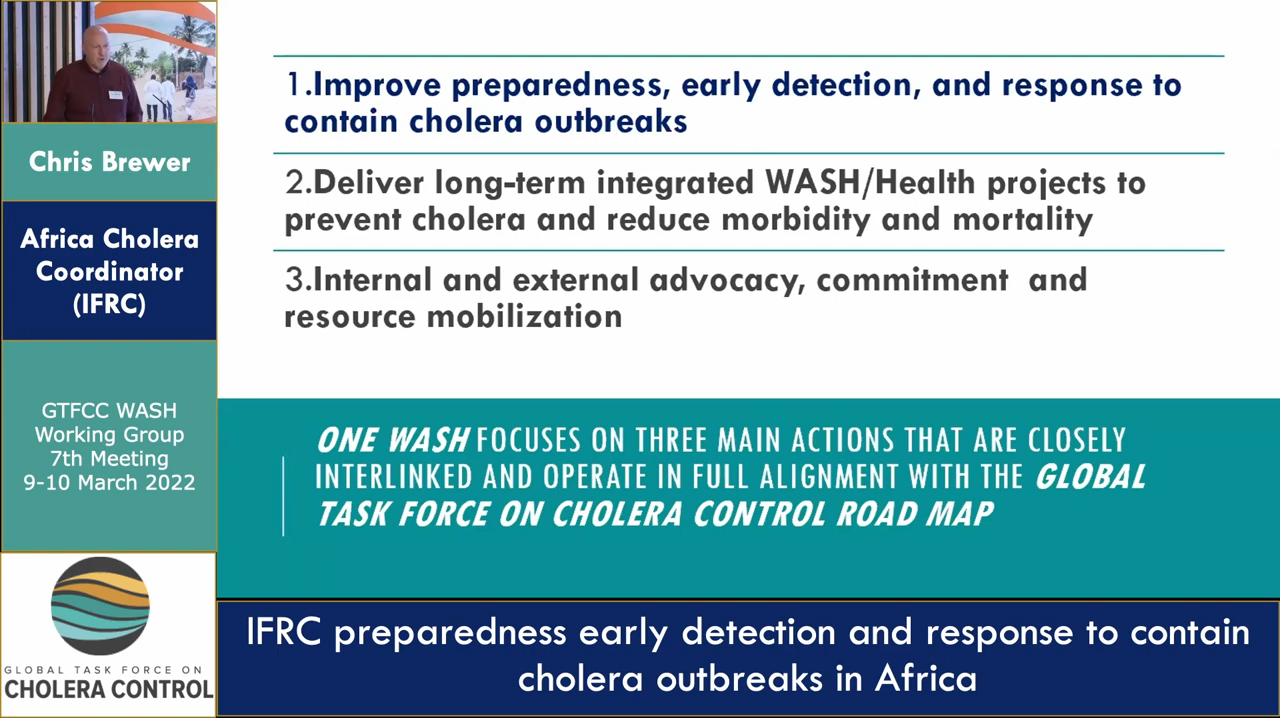 Chris Brewer
Africa Cholera
Coordinator
(IFRC)
GTFCC WASH
Working Group
7th Meeting
9-10 March 2022
GLOBAL TASK FORCE ON
CHOLERA CONTROL
1.Improve preparedness, early detection, and response to
contain cholera outbreaks
2.Deliver long-term integrated WASH/Health projects to
prevent cholera and reduce morbidity and mortality
3.Internal and external advocacy, commitment and
resource mobilization
ONE WASH FOCUSES ON THREE MAIN ACTIONS THAT ARE CLOSELY
INTERLINKED AND OPERATE IN FULL ALIGNMENT WITH THE GLOBAL
TASK FORCE ON CHOLERA CONTROL ROAD MAP
IFRC preparedness early detection and response to contain
cholera outbreaks in Africa